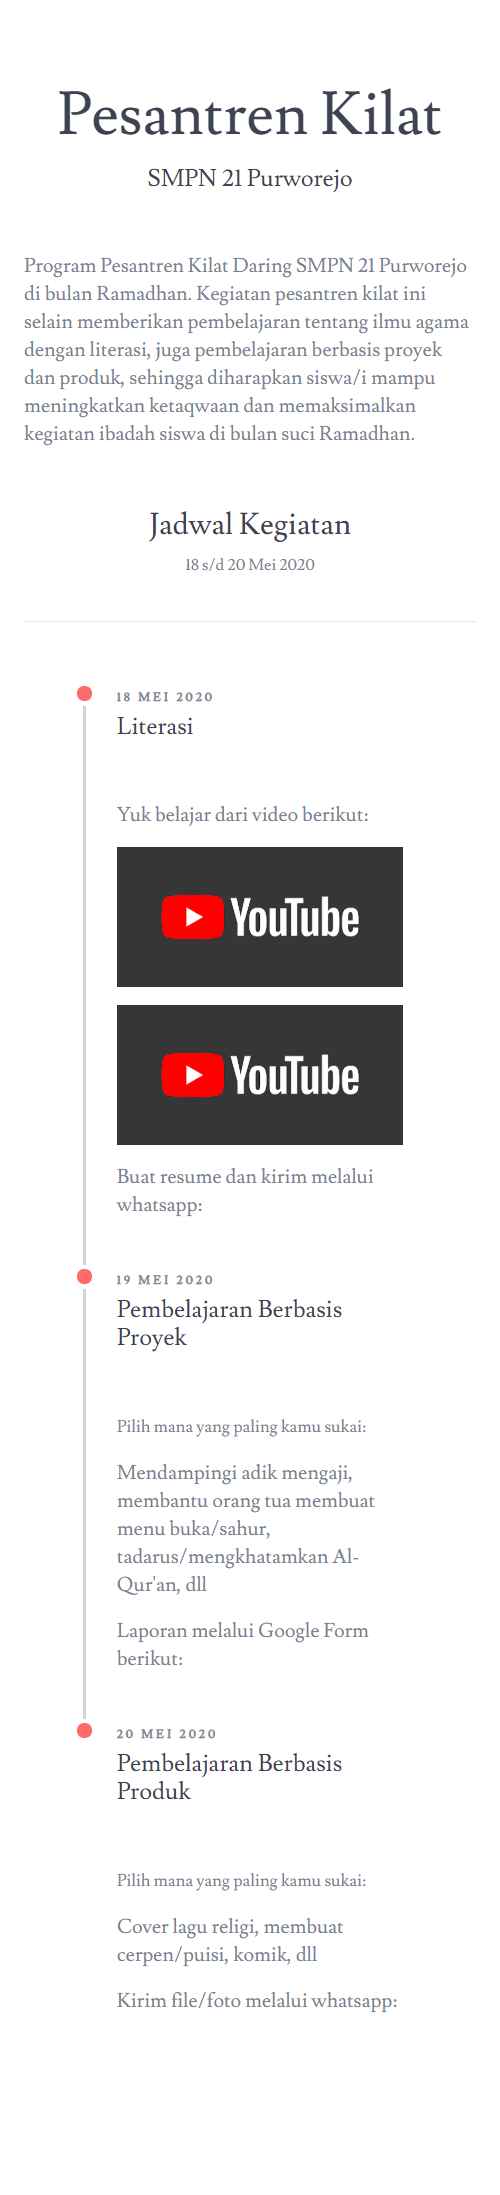 Pesantren Kilat
SMPN 21 Purworejo
Program Pesantren Kilat Daring SMPN 21 Purworejo
di bulan Ramadhan. Kegiatan pesantren kilat ini
selain memberikan pembelajaran tentang ilmu agama
dengan literasi, juga pembelajaran berbasis proyek
dan produk, sehingga diharapkan siswa/i mampu
meningkatkan ketaqwaan dan memaksimalkan
kegiatan ibadah siswa di bulan suci Ramadhan.
Jadwal Kegiatan
18 s/d 20 Mei 2020
18 MEI 2020
Literasi
Yuk belajar dari video berikut:
YouTube
YouTube
Buat resume dan kirim melalui
whatsapp:
19 MEI 2020
Pembelajaran Berbasis
Proyek
Pilih mana yang paling kamu sukai:
Mendampingi adik mengaji,
membantu orang tua membuat
menu buka/sahur,
tadarus/mengkhatamkan Al-
Qur'an, dll
Laporan melalui Google Form
berikut:
20 MEI 2020
Pembelajaran Berbasis
Produk
Pilih mana yang paling kamu sukai:
Cover lagu religi, membuat
cerpen/puisi, komik, dll
Kirim file/foto melalui whatsapp: